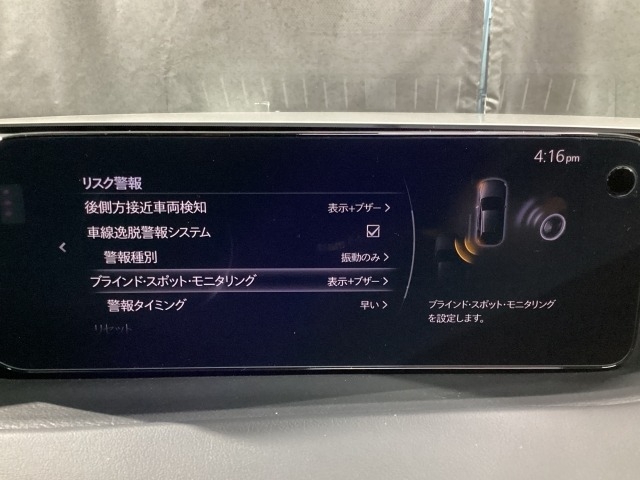 4:16pm
リスク警報
後側方接近車両検知 表示+ブザー
車線逸脱警報システム
警報種別 振動のみ
ブラインド・スポット・モニタリング 表示+ブザー
警報タイミング 早い
リセット
ブラインド・スポット・モニタリング
を設定します。